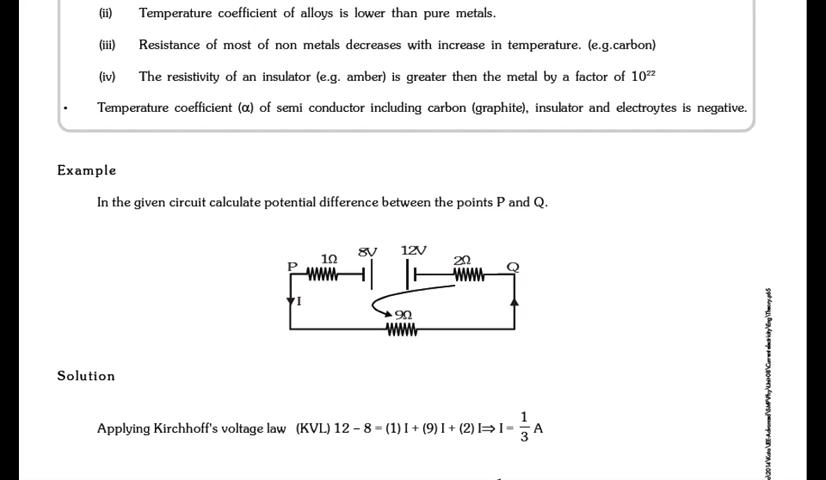 (ii) Temperature coefficient of alloys is lower than pure metals.
(iii) Resistance of most of non metals decreases with increase in temperature. (e.g.carbon)
(iv) The resistivity of an insulator (e.g. amber) is greater then the metal by a factor of 10²²
• Temperature coefficient (α) of semi conductor including carbon (graphite), insulator and electroytes is negative.
Example
In the given circuit calculate potential difference between the points P and Q.
P 1Ω 8V 12V 2Ω Q
I
9Ω
Solution
Applying Kirchhoff's voltage law (KVL) 12 – 8 = (1) I + (9) I + (2) I⇒ I = 1/3 A